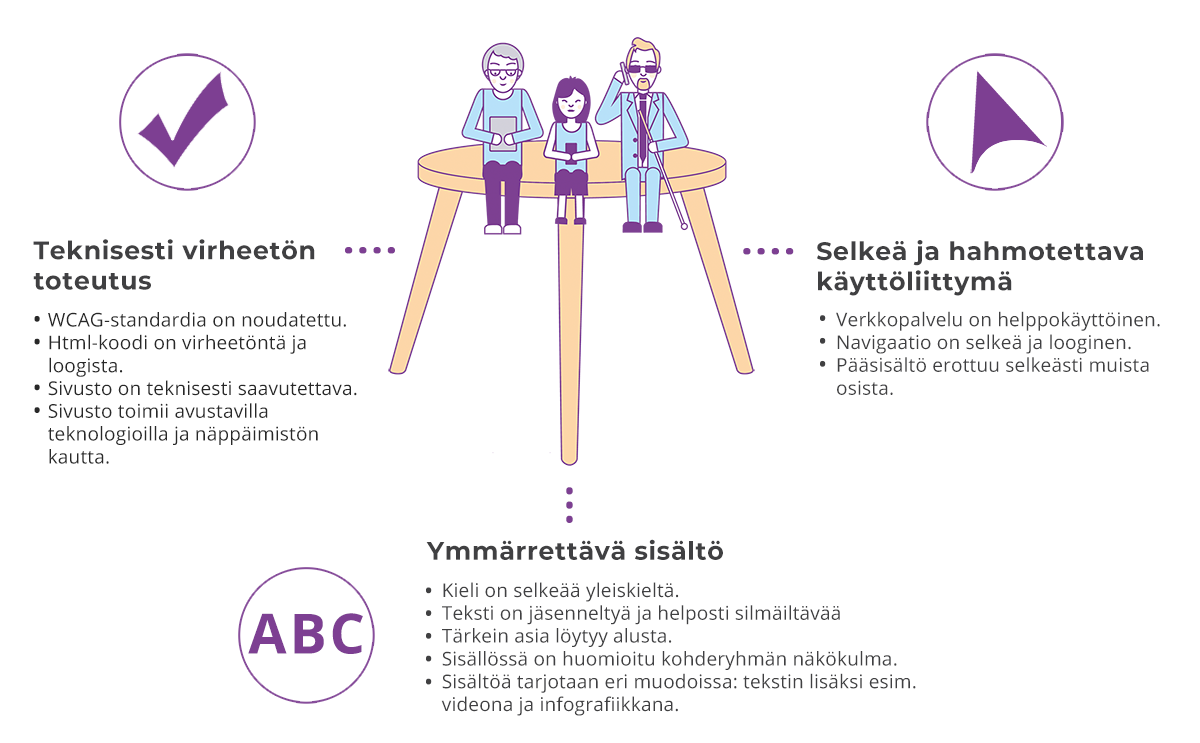 Teknisesti virheetön
toteutus
• WCAG-standardia on noudatettu.
• Html-koodi on virheetöntä ja
loogista.
• Sivusto on teknisesti saavutettava.
• Sivusto toimii avustavilla
teknologioilla ja näppäimistön
kautta.
Selkeä ja hahmotettava
käyttöliittymä
• Verkkopalvelu on helppokäyttöinen.
• Navigaatio on selkeä ja looginen.
• Pääsisältö erottuu selkeästi muista
osista.
ABC
Ymmärrettävä sisältö
• Kieli on selkeää yleiskieltä.
• Teksti on jäsenneltyä ja helposti silmäiltävää
• Tärkein asia löytyy alusta.
• Sisällössä on huomioitu kohderyhmän näkökulma.
• Sisältöä tarjotaan eri muodoissa: tekstin lisäksi esim.
videona ja infografiikkana.